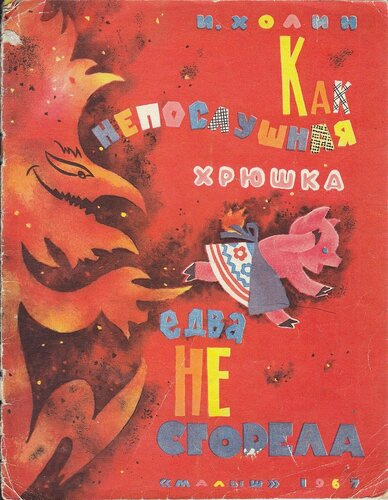 И. ХОЛИН
КАК
НЕПОСЛУШНАЯ
ХРЮШКА
ЕДВА
НЕ
СГОРЕЛА
«МАЛЫШ» 1967